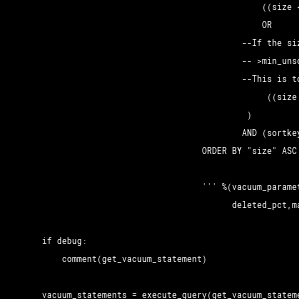 ((size <
OR
--If the siz
-- >min_unso
--This is to
((size
)
AND (sortkey
ORDER BY "size" ASC
''' %(vacuum_paramet
deleted_pct,ma
if debug:
comment(get_vacuum_statement)
vacuum_statements = execute_query(get_vacuum_stateme